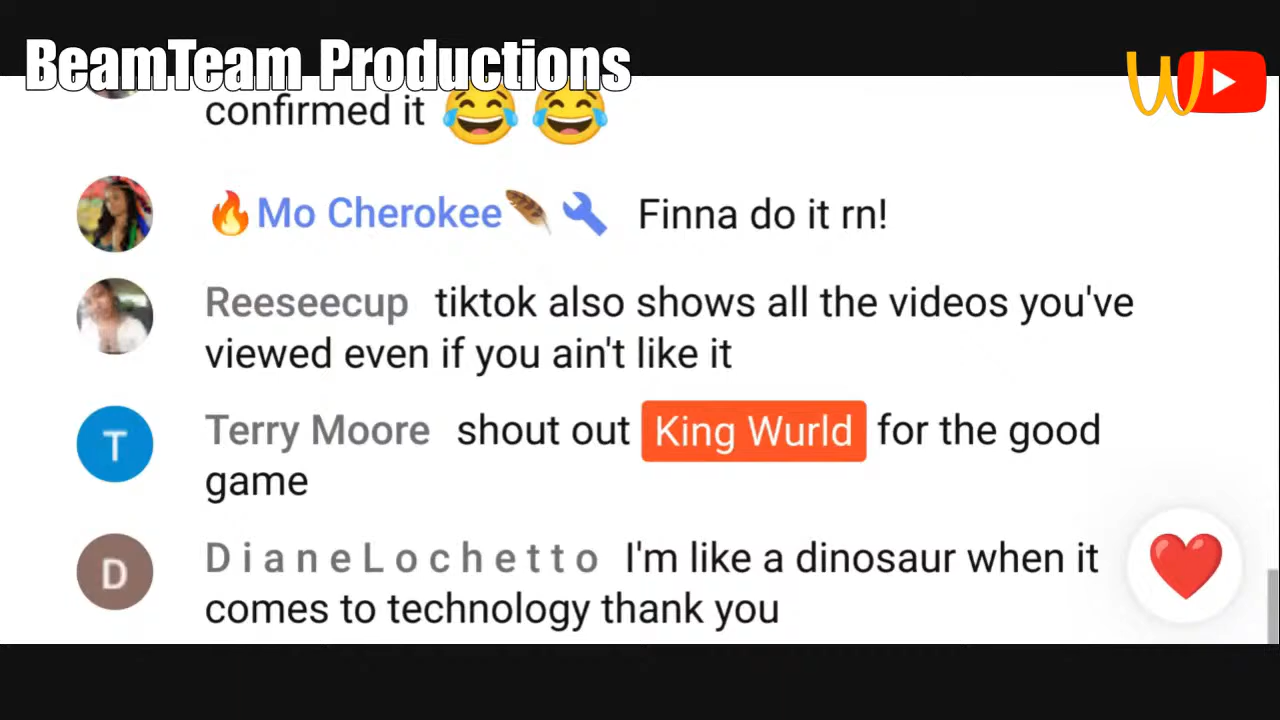 BeamTeam Productions
confirmed it 😂 😂
🔥Mo Cherokee🪶🔧 Finna do it rn!
Reeseecup tiktok also shows all the videos you've
viewed even if you ain't like it
T Terry Moore shout out King Wurld for the good
game
D D i a n e L o c h e t t o I'm like a dinosaur when it
comes to technology thank you